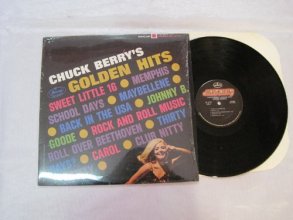 CHUCK BERRY'S
GOLDEN HITS
SWEET LITTLE 16 • MEMPHIS
SCHOOL DAYS • MAYBELLENE
BACK IN THE USA • JOHNNY B.
GOODE • ROCK AND ROLL MUSIC
ROLL OVER BEETHOVEN • THIRTY
DAYS • CAROL • CLUB NITTY